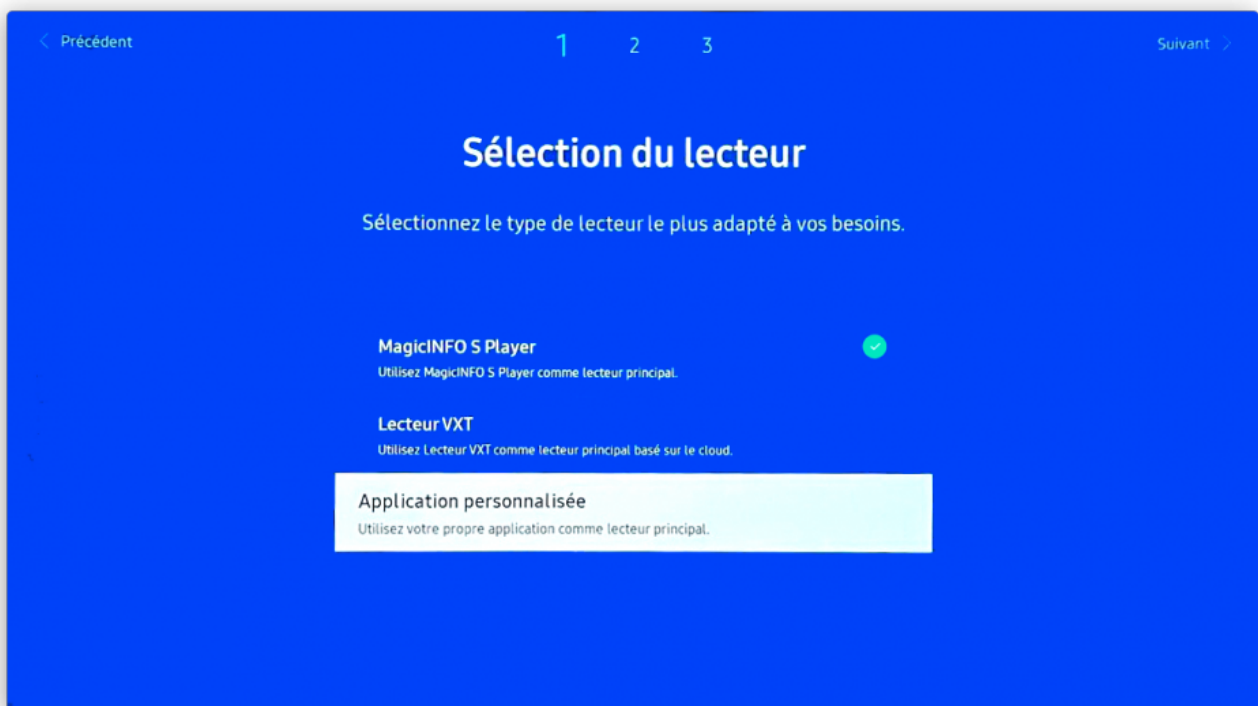 Précédent
1 2 3
Suivant
Sélection du lecteur
Sélectionnez le type de lecteur le plus adapté à vos besoins.
MagicINFO S Player
Utilisez MagicINFO S Player comme lecteur principal.
Lecteur VXT
Utilisez Lecteur VXT comme lecteur principal basé sur le cloud.
Application personnalisée
Utilisez votre propre application comme lecteur principal.